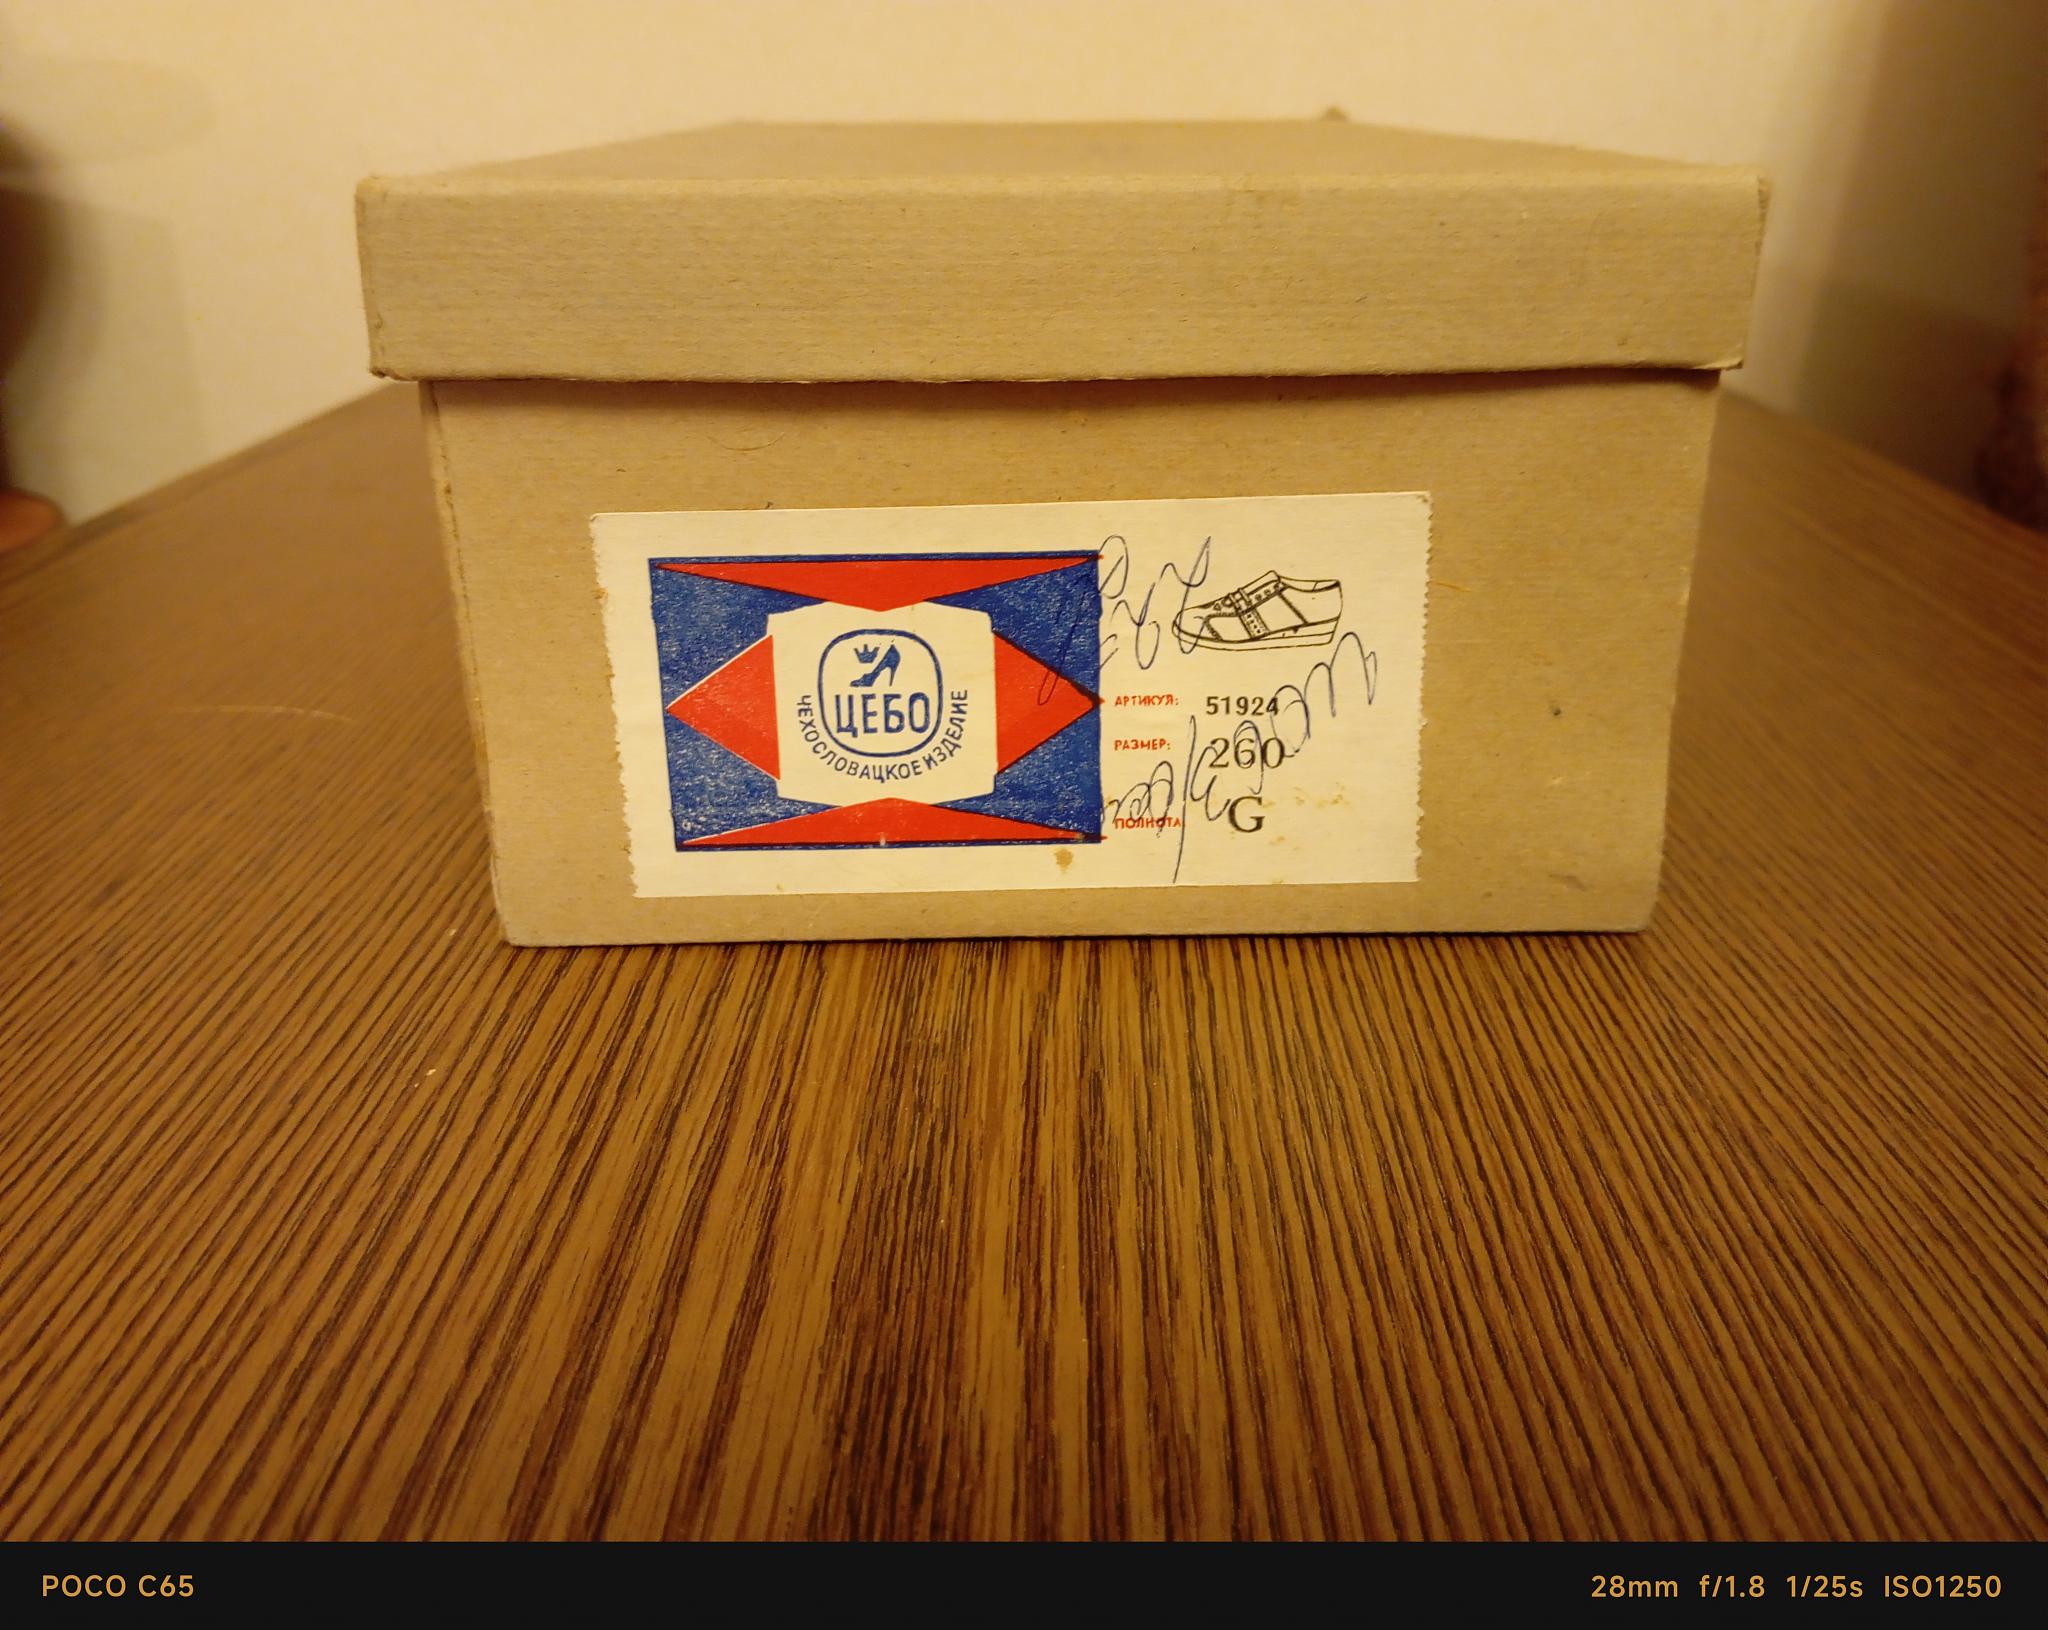 ЦЕБО
ЧЕХОСЛОВАЦКОЕ ИЗДЕЛИЕ
АРТИКУЛ: 51924
РАЗМЕР: 260
ПОЛНОТА G
POCO C65
28mm f/1.8 1/25s ISO1250